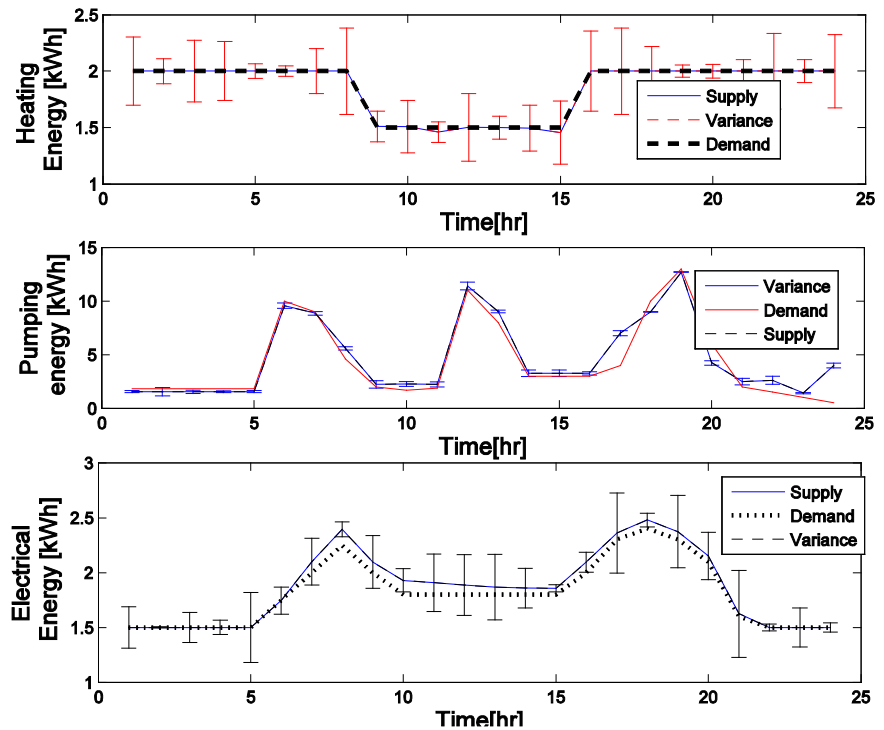 2.5
2
1.5
1
0
5
10
15
20
25
Heating
Energy [kWh]
Time[hr]
Supply
Variance
Demand
15
10
5
0
0
5
10
15
20
25
Pumping
energy [kWh]
Time[hr]
Variance
Demand
Supply
3
2.5
2
1.5
1
0
5
10
15
20
25
Electrical
Energy [kWh]
Time[hr]
Supply
Demand
Variance